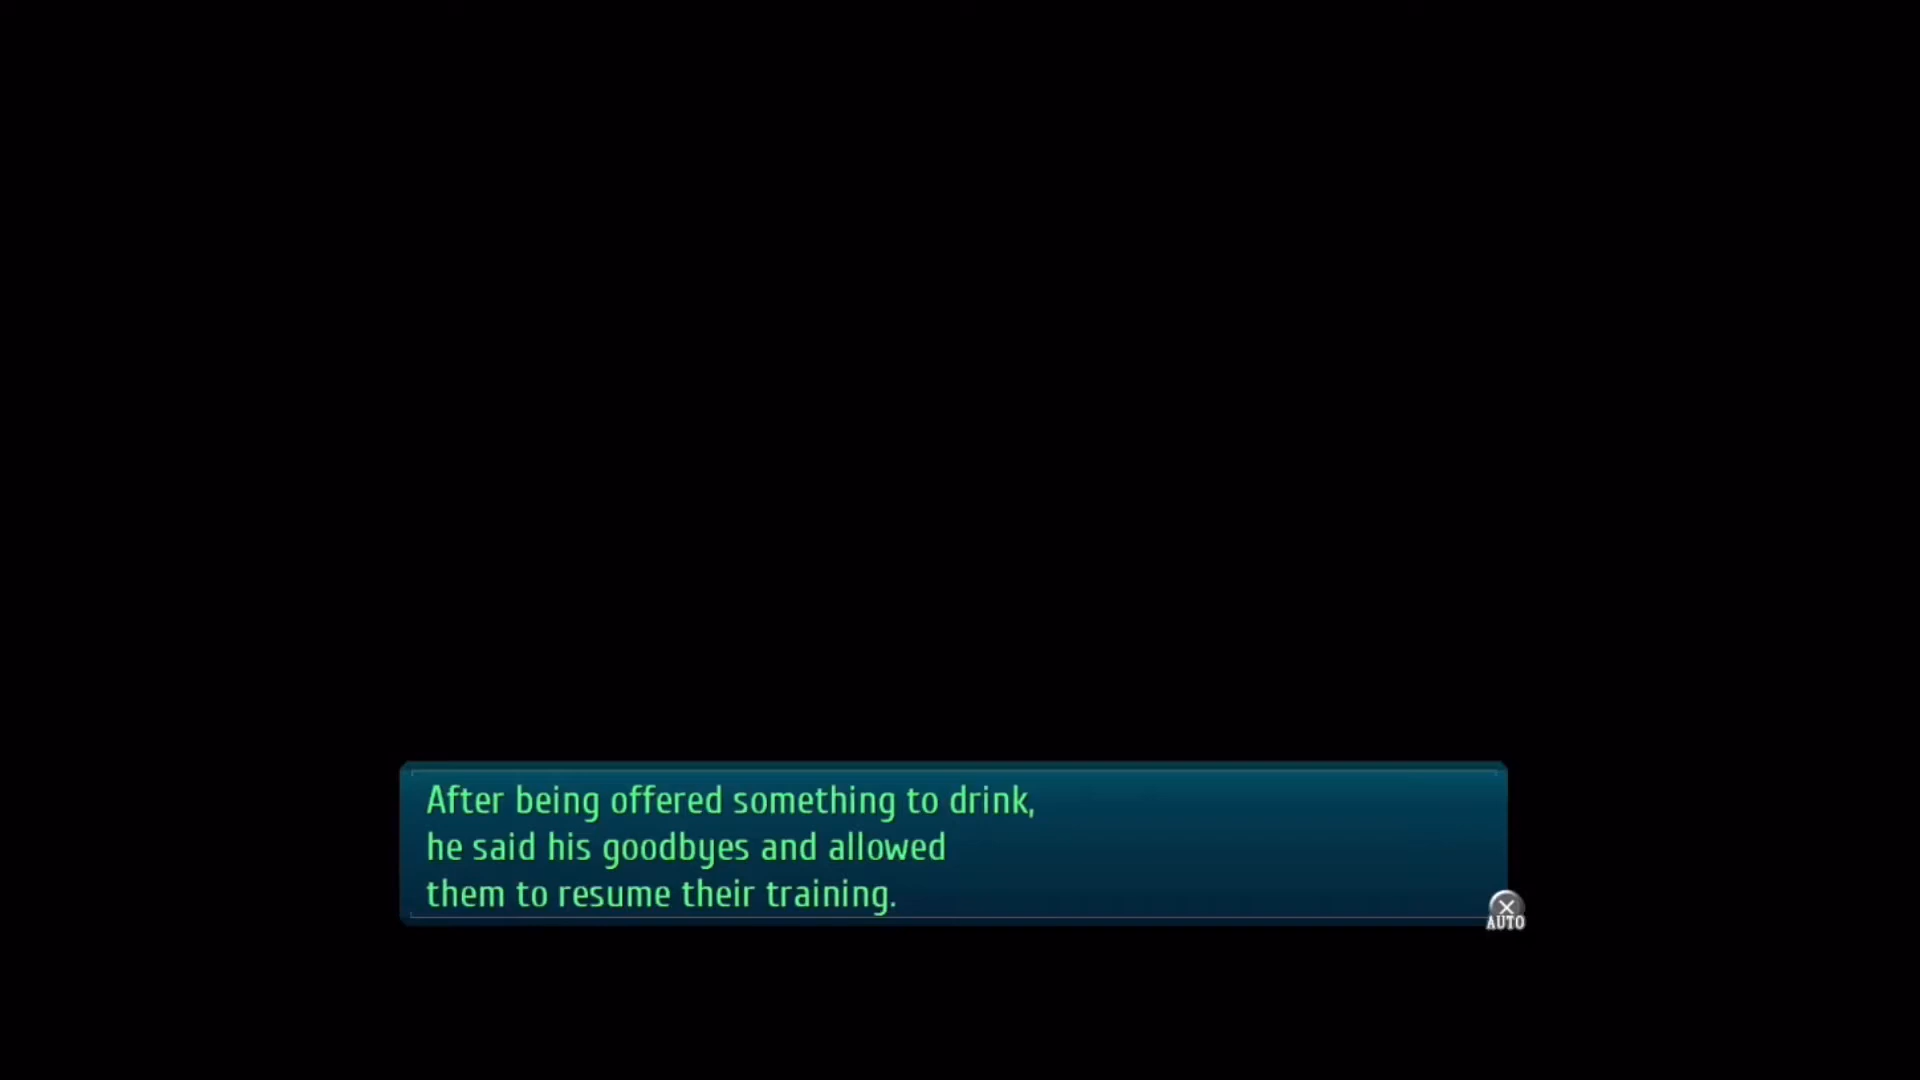 After being offered something to drink,
he said his goodbyes and allowed
them to resume their training.
AUTO